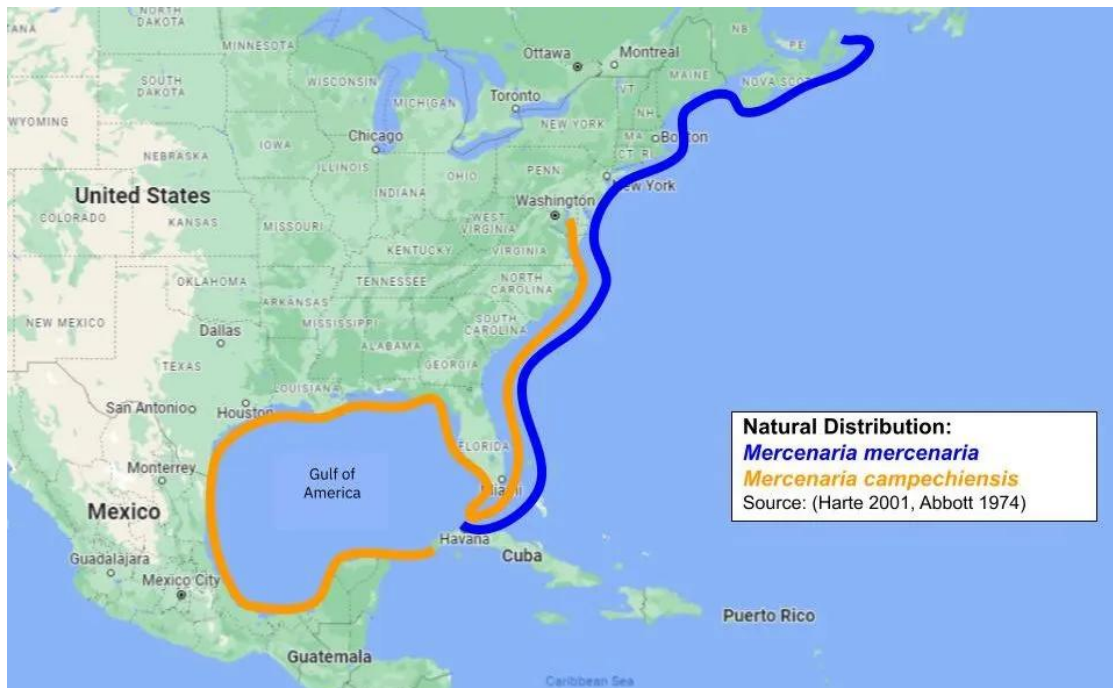 NORTH
DAKOTA
MINNESOTA
SOUTH
DAKOTA
WISCONSIN
MICHIGAN
Ottawa
Montreal
NB
PE
NOVA SCOT
MAINE
VT
NH
Toronto
NEW YORK
MA
Boston
CT RI
WYOMING
NEBRASKA
IOWA
Chicago
ILLINOIS
INDIANA
OHIO
PENN
New York
United States
Washington
COLORADO
KANSAS
MISSOURI
WEST
VIRGINIA
KENTUCKY
VIRGINIA
OKLAHOMA
TENNESSEE
NORTH
CAROLINA
ARKANSAS
NEW MEXICO
MISSISSIPPI
SOUTH
CAROLINA
Dallas
ALABAMA
GEORGIA
TEXAS
LOUISIANA
San Antonio
Houston
FLORIDA
Monterrey
Gulf of
America
Miami
Mexico
Havana
Cuba
Guadalajara
Mexico City
Puerto Rico
Guatemala
Caribbean Sea
Natural Distribution:
Mercenaria mercenaria
Mercenaria campechiensis
Source: (Harte 2001, Abbott 1974)